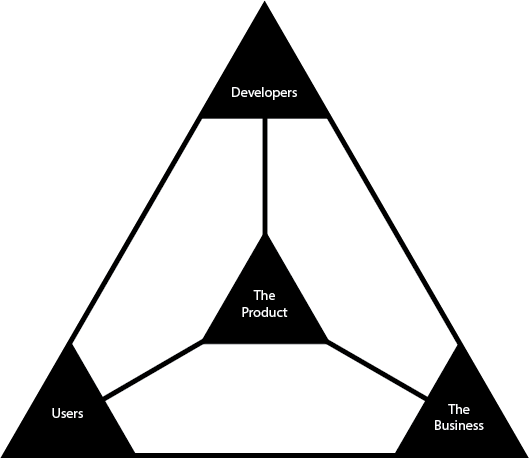 Developers
The
Product
Users
The
Business